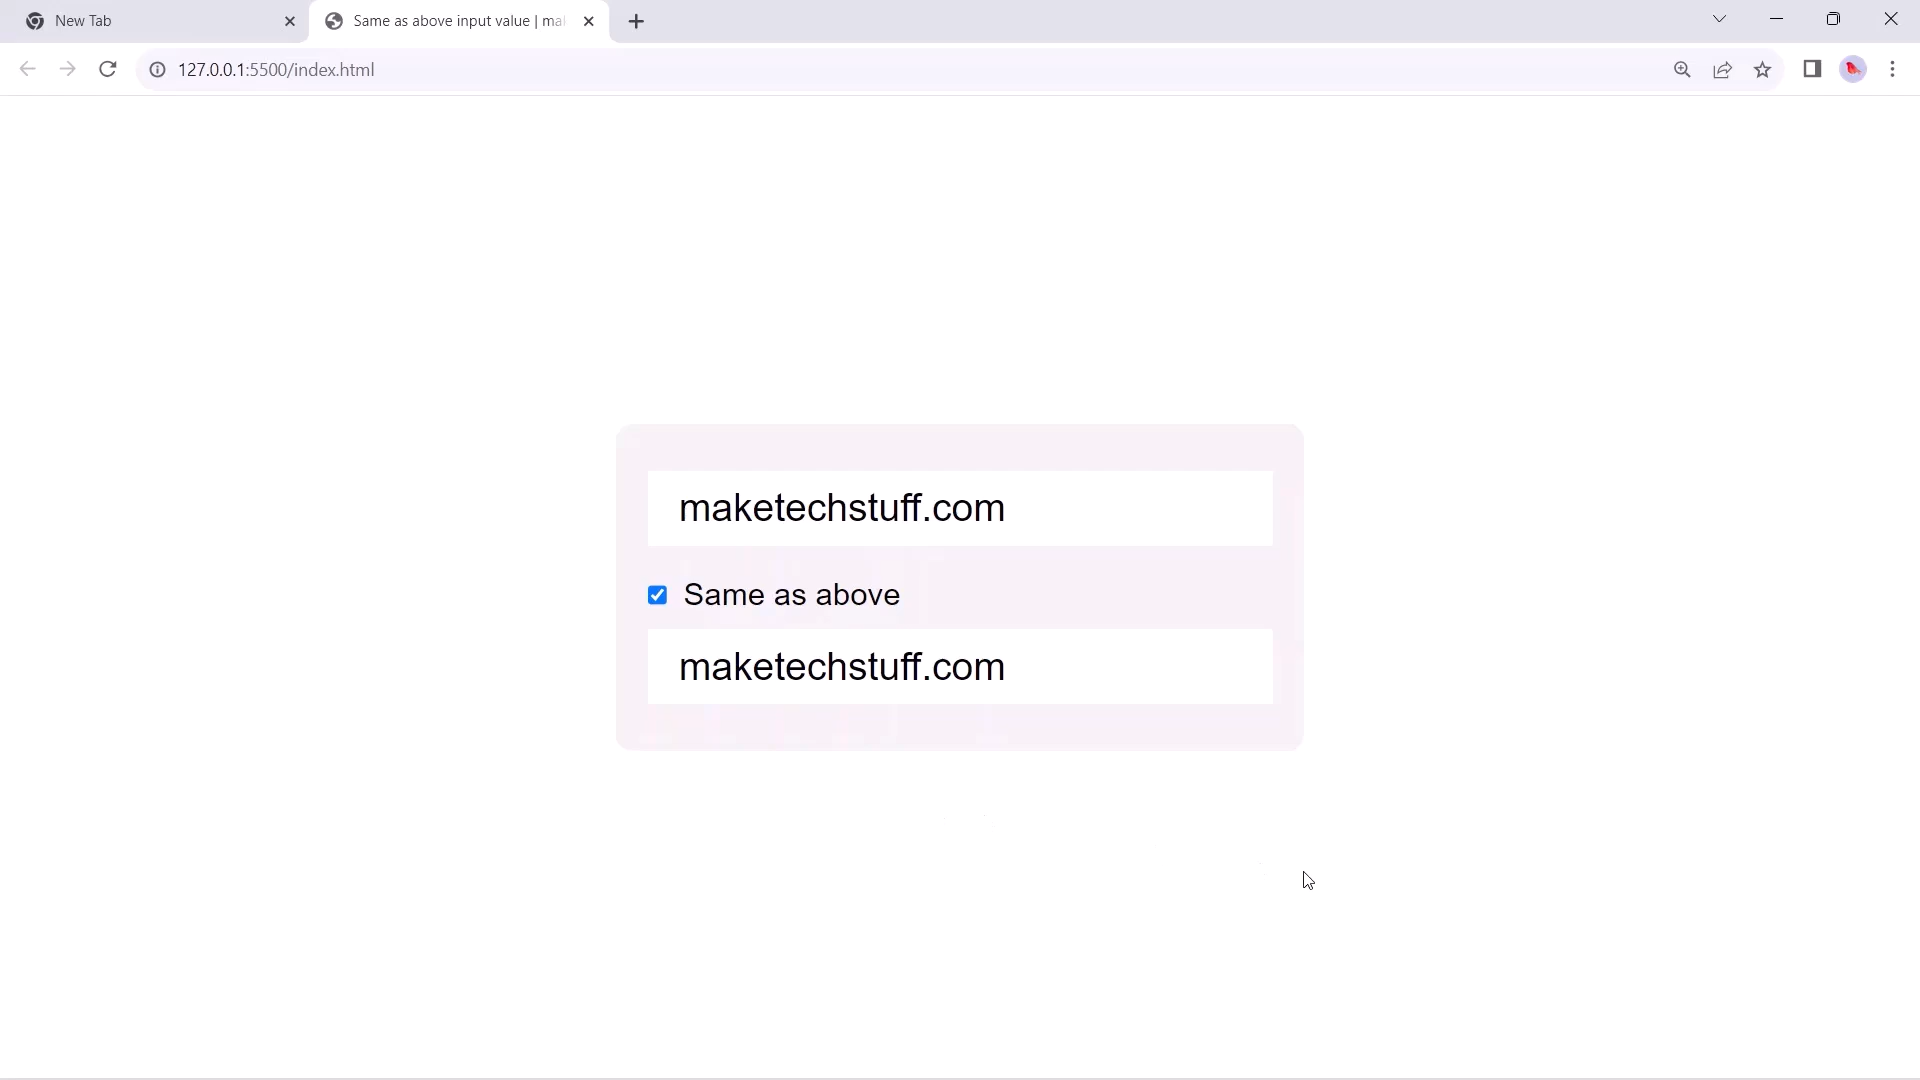 New Tab
Same as above input value | mal
127.0.0.1:5500/index.html
maketechstuff.com
Same as above
maketechstuff.com